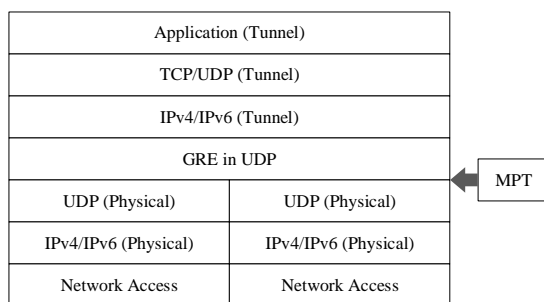 Application (Tunnel)
TCP/UDP (Tunnel)
IPv4/IPv6 (Tunnel)
GRE in UDP
MPT
UDP (Physical) UDP (Physical)
IPv4/IPv6 (Physical) IPv4/IPv6 (Physical)
Network Access Network Access